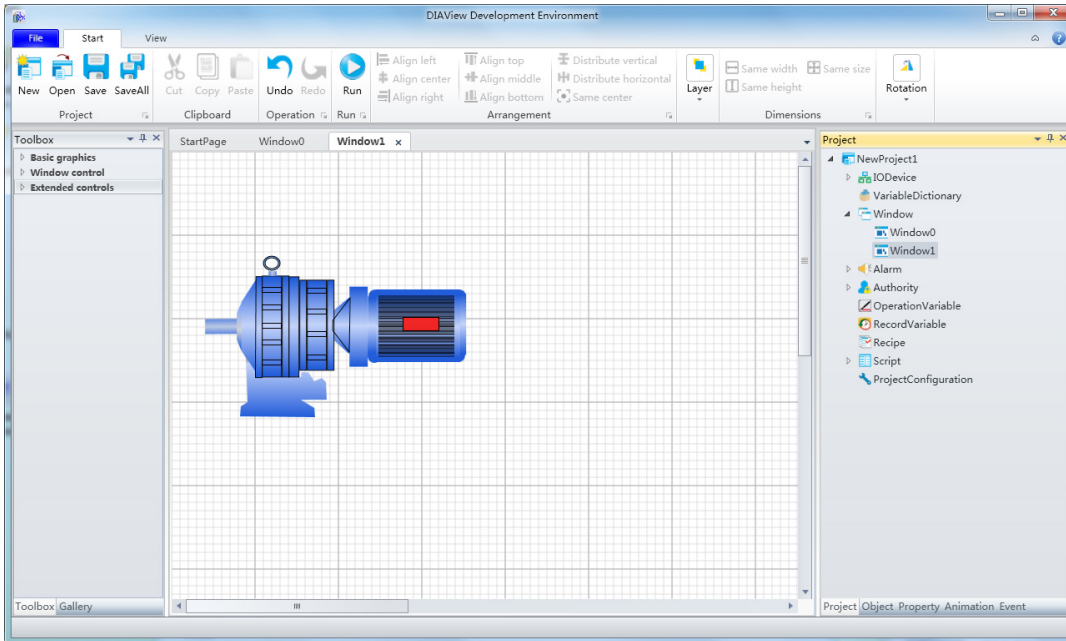 DIAView Development Environment
File Start View
New Open Save SaveAll
Project
Cut Copy Paste
Clipboard
Undo Redo
Operation
Run
Run
Align left Align top Distribute vertical
Align center Align middle Distribute horizontal
Align right Align bottom Same center
Arrangement
Layer
Same width Same size
Same height
Dimensions
Rotation
Toolbox
Basic graphics
Window control
Extended controls
StartPage Window0 Window1 x
Project
NewProject1
IODevice
VariableDictionary
Window
Window0
Window1
Alarm
Authority
OperationVariable
RecordVariable
Recipe
Script
ProjectConfiguration
Toolbox Gallery
Project Object Property Animation Event